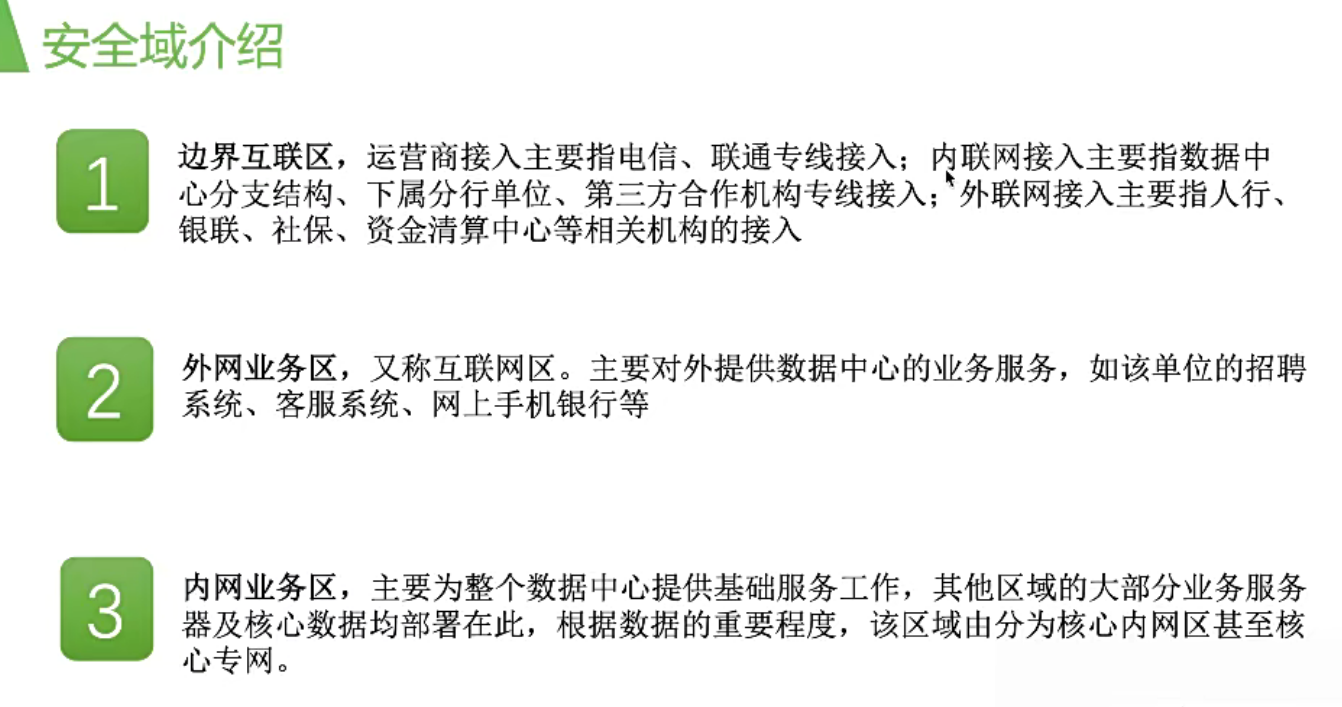 安全域介绍
1
边界互联区，运营商接入主要指电信、联通专线接入；内联网接入主要指数据中
心分支结构、下属分行单位、第三方合作机构专线接入；外联网接入主要指人行、
银联、社保、资金清算中心等相关机构的接入
2
外网业务区，又称互联网区。主要对外提供数据中心的业务服务，如该单位的招聘
系统、客服系统、网上手机银行等
3
内网业务区，主要为整个数据中心提供基础服务工作，其他区域的大部分业务服务
器及核心数据均部署在此，根据数据的重要程度，该区域由分为核心内网区甚至核
心专网。